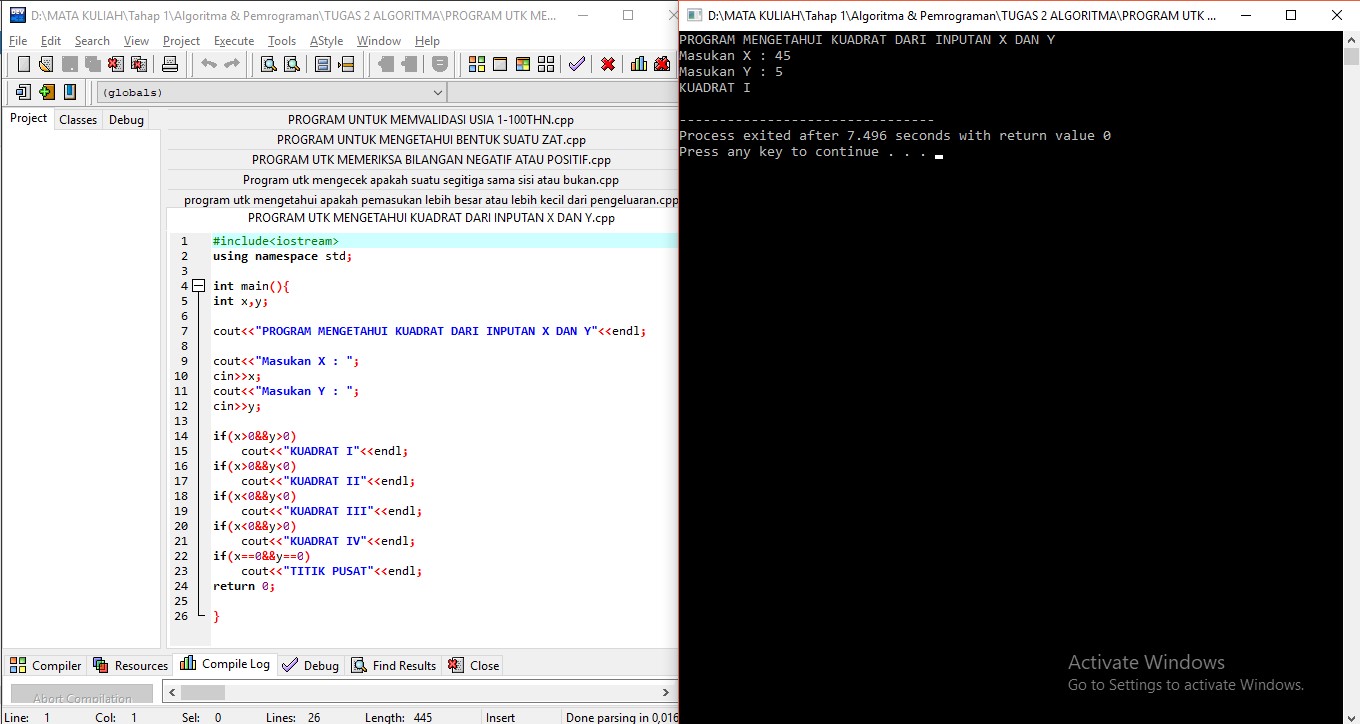 D:\MATA KULIAH\Tahap 1\Algoritma & Pemrograman\TUGAS 2 ALGORITMA\PROGRAM UTK ME...
File Edit Search View Project Execute Tools AStyle Window Help
(globals)
Project Classes Debug
PROGRAM UNTUK MEMVALIDASI USIA 1-100THN.cpp
PROGRAM UNTUK MENGETAHUI BENTUK SUATU ZAT.cpp
PROGRAM UTK MEMERIKSA BILANGAN NEGATIF ATAU POSITIF.cpp
Program utk mengecek apakah suatu segitiga sama sisi atau bukan.cpp
program utk mengetahui apakah pemasukan lebih besar atau lebih kecil dari pengeluaran.cpp
PROGRAM UTK MENGETAHUI KUADRAT DARI INPUTAN X DAN Y.cpp
1 #include<iostream>
2 using namespace std;
3
4 int main(){
5 int x,y;
6
7 cout<<"PROGRAM MENGETAHUI KUADRAT DARI INPUTAN X DAN Y"<<endl;
8
9 cout<<"Masukan X : ";
10 cin>>x;
11 cout<<"Masukan Y : ";
12 cin>>y;
13
14 if(x>0&&y>0)
15 cout<<"KUADRAT I"<<endl;
16 if(x>0&&y<0)
17 cout<<"KUADRAT II"<<endl;
18 if(x<0&&y<0)
19 cout<<"KUADRAT III"<<endl;
20 if(x<0&&y>0)
21 cout<<"KUADRAT IV"<<endl;
22 if(x==0&&y==0)
23 cout<<"TITIK PUSAT"<<endl;
24 return 0;
25
26 }
Compiler Resources Compile Log Debug Find Results Close
Abort Compilation
Line: 1 Col: 1 Sel: 0 Lines: 26 Length: 445 Insert Done parsing in 0,016
D:\MATA KULIAH\Tahap 1\Algoritma & Pemrograman\TUGAS 2 ALGORITMA\PROGRAM UTK ...
PROGRAM MENGETAHUI KUADRAT DARI INPUTAN X DAN Y
Masukan X : 45
Masukan Y : 5
KUADRAT I
--------------------------------
Process exited after 7.496 seconds with return value 0
Press any key to continue . . .
Activate Windows
Go to Settings to activate Windows.